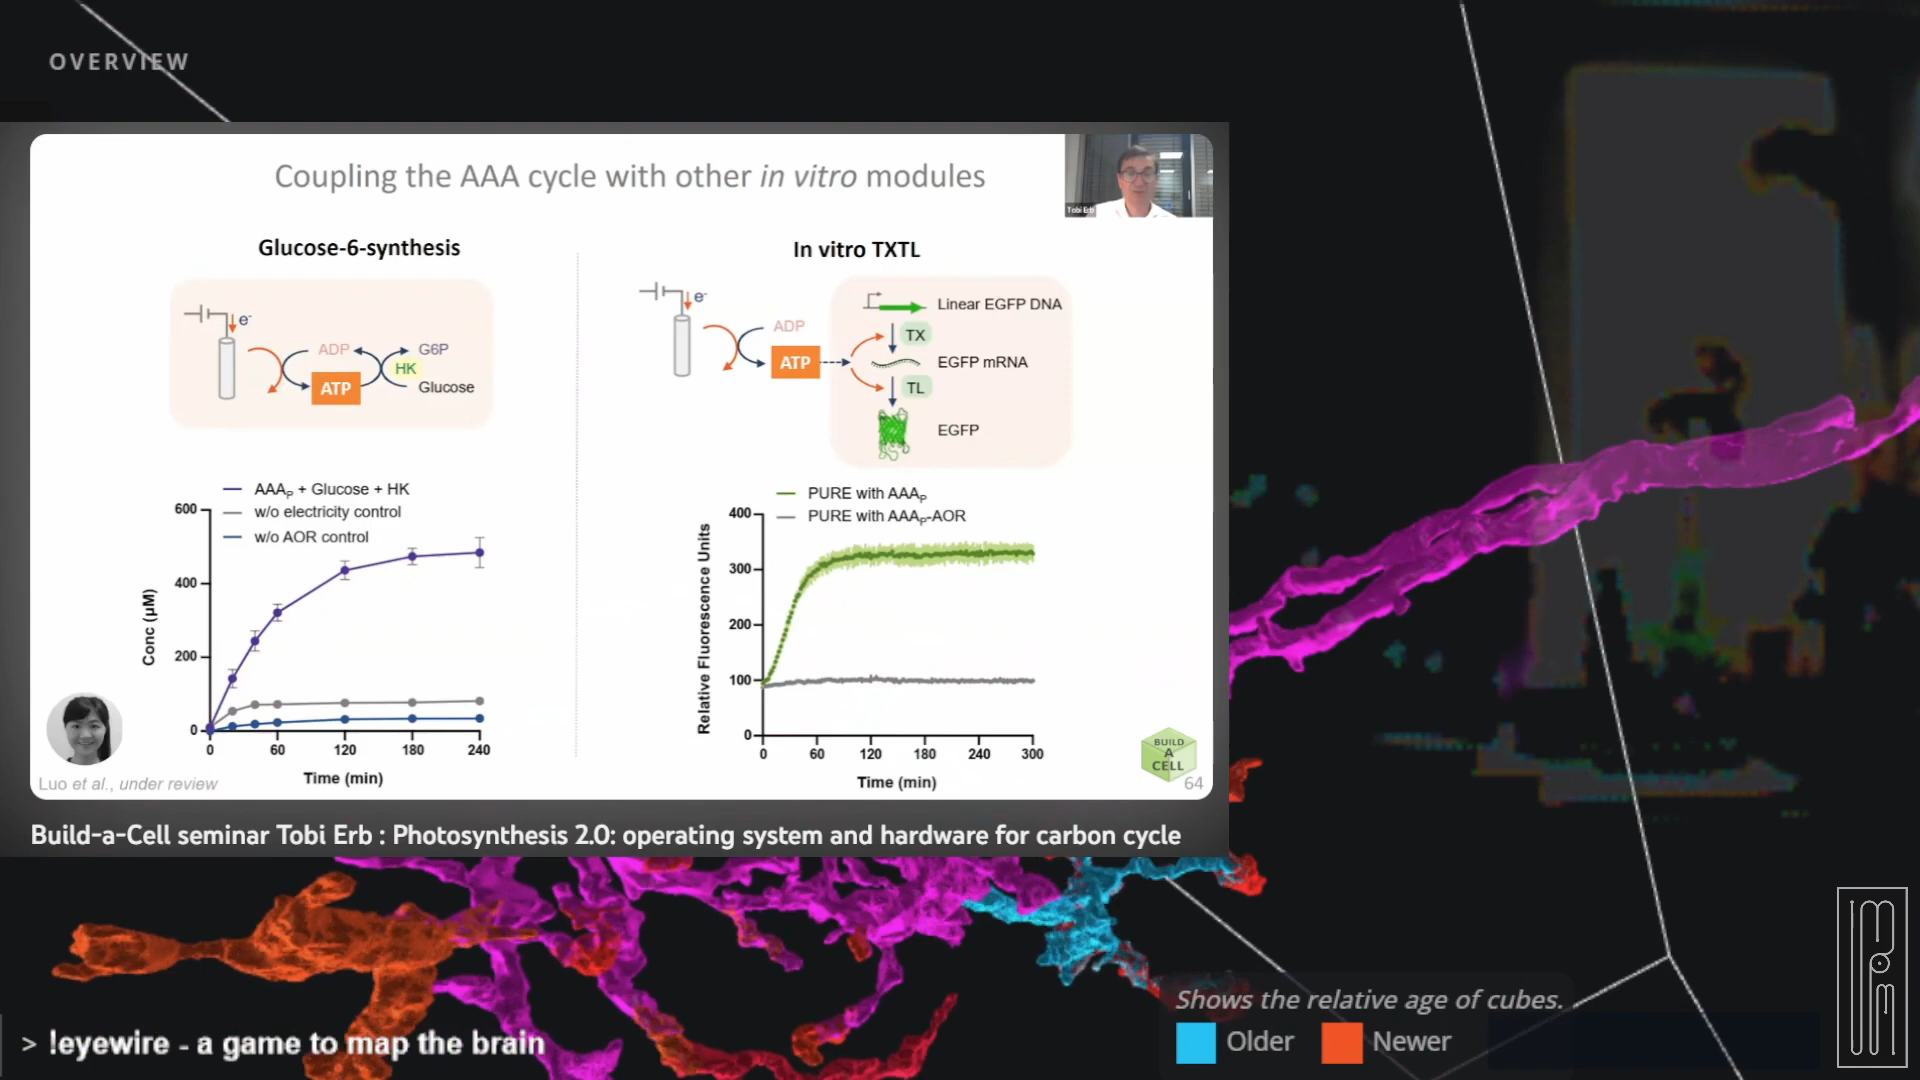 OVERVIEW
Coupling the AAA cycle with other in vitro modules
Tobi Erb
Glucose-6-synthesis
e-
ADP
G6P
HK
ATP
Glucose
AAAP + Glucose + HK
w/o electricity control
w/o AOR control
600
400
200
0
Conc (µM)
0 60 120 180 240
Time (min)
In vitro TXTL
e-
Linear EGFP DNA
ADP
TX
ATP
EGFP mRNA
TL
EGFP
PURE with AAAP
PURE with AAAP-AOR
400
300
200
100
0
Relative Fluorescence Units
0 60 120 180 240 300
Time (min)
Luo et al., under review
BUILD
A
CELL
64
Build-a-Cell seminar Tobi Erb : Photosynthesis 2.0: operating system and hardware for carbon cycle
Shows the relative age of cubes.
Older Newer
> !eyewire - a game to map the brain